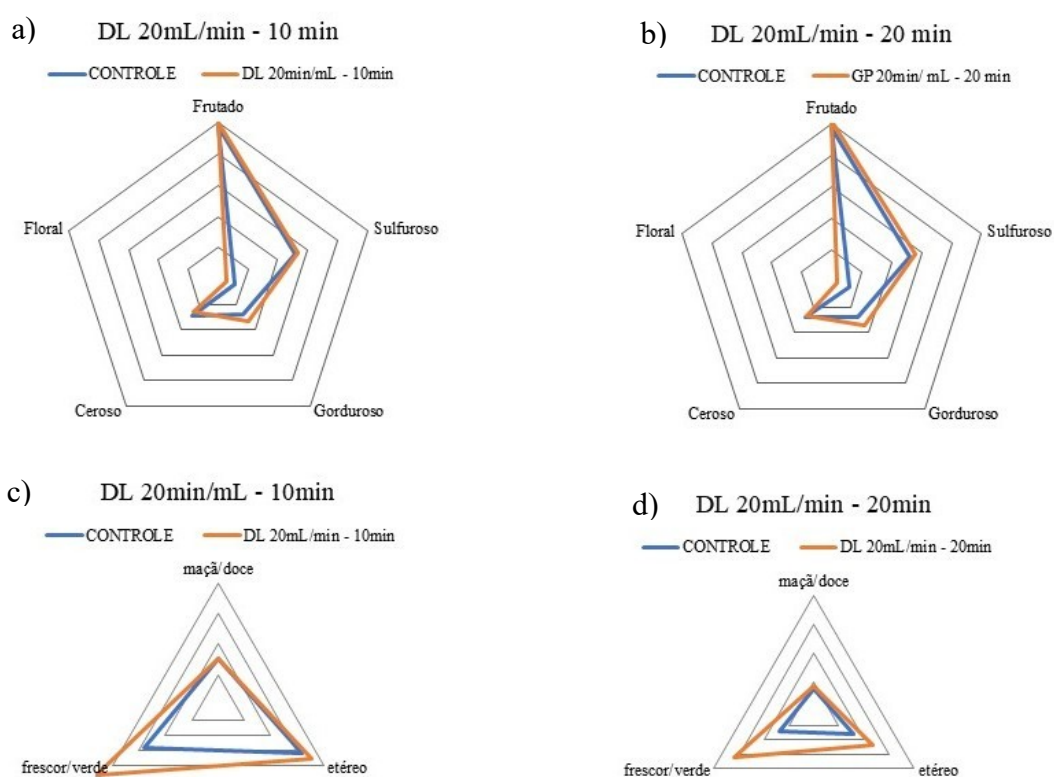 a) DL 20mL/min - 10 min
CONTROLE DL 20min/mL - 10min
Frutado
Floral
Sulfuroso
Ceroso
Gorduroso
b) DL 20mL/min - 20 min
CONTROLE GP 20min/ mL - 20 min
Frutado
Floral
Sulfuroso
Ceroso
Gorduroso
c) DL 20min/mL - 10min
CONTROLE DL 20mL/min - 10min
maçã/doce
frescor/verde
etéreo
d) DL 20mL/min - 20min
CONTROLE DL 20mL/min - 20min
maçã/doce
frescor/verde
etéreo